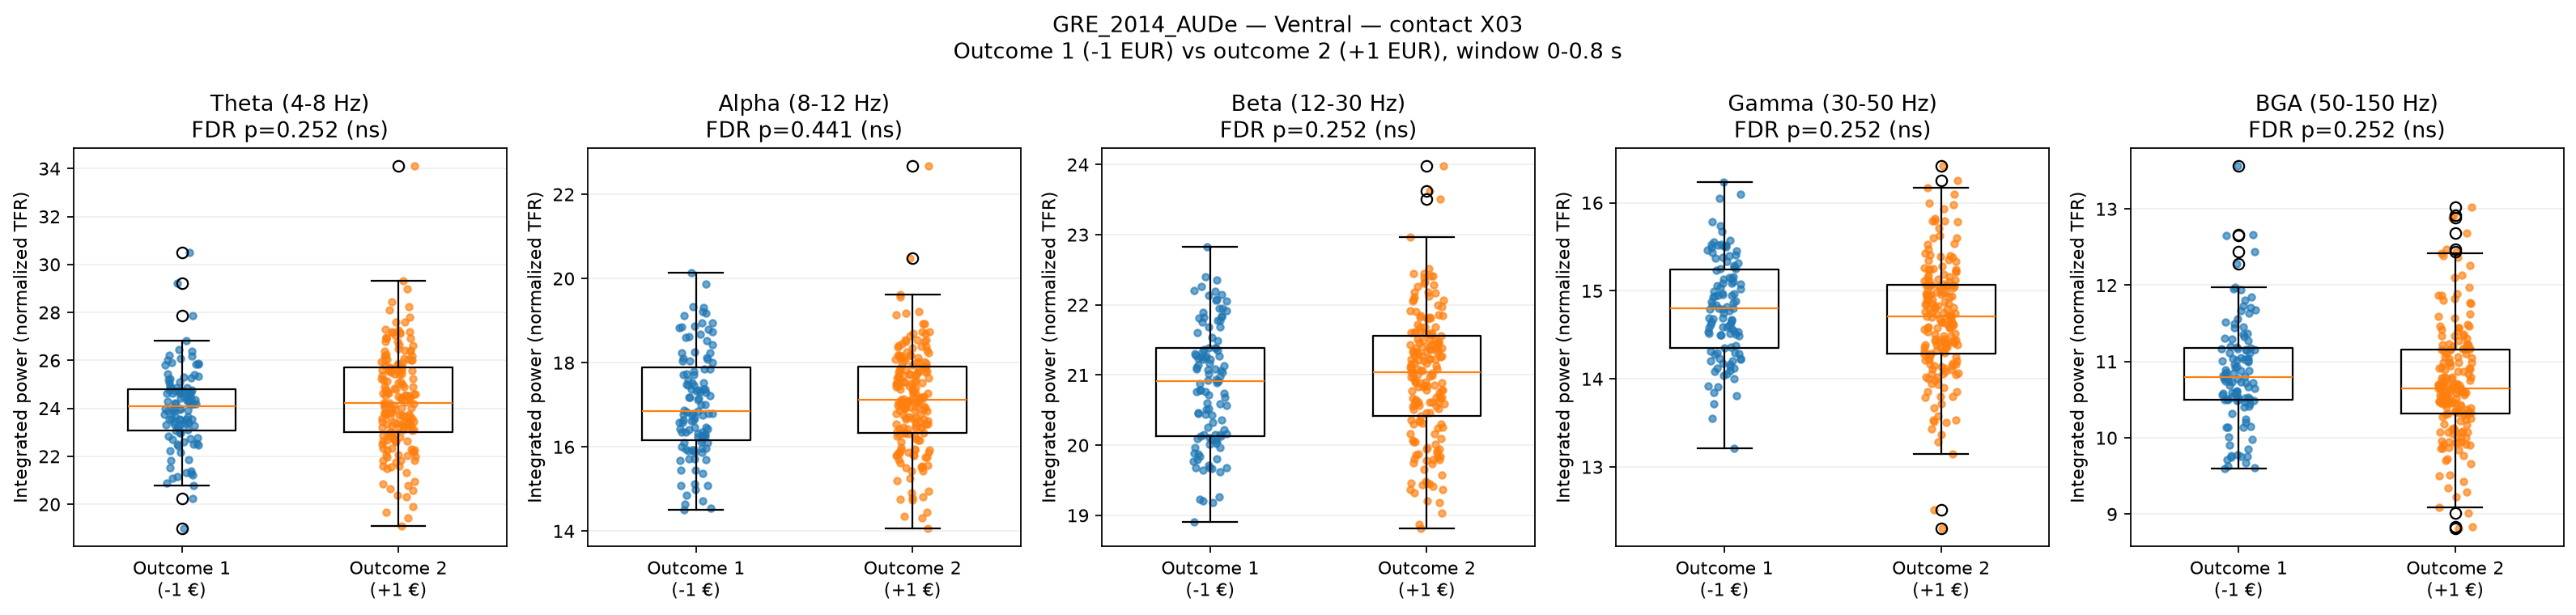 GRE_2014_AUDe — Ventral — contact X03
Outcome 1 (-1 EUR) vs outcome 2 (+1 EUR), window 0-0.8 s
Theta (4-8 Hz)
FDR p=0.252 (ns)
Integrated power (normalized TFR)
34
32
30
28
26
24
22
20
Outcome 1
(-1 €)
Outcome 2
(+1 €)
Alpha (8-12 Hz)
FDR p=0.441 (ns)
Integrated power (normalized TFR)
22
20
18
16
14
Outcome 1
(-1 €)
Outcome 2
(+1 €)
Beta (12-30 Hz)
FDR p=0.252 (ns)
Integrated power (normalized TFR)
24
23
22
21
20
19
Outcome 1
(-1 €)
Outcome 2
(+1 €)
Gamma (30-50 Hz)
FDR p=0.252 (ns)
Integrated power (normalized TFR)
16
15
14
13
Outcome 1
(-1 €)
Outcome 2
(+1 €)
BGA (50-150 Hz)
FDR p=0.252 (ns)
Integrated power (normalized TFR)
13
12
11
10
9
Outcome 1
(-1 €)
Outcome 2
(+1 €)